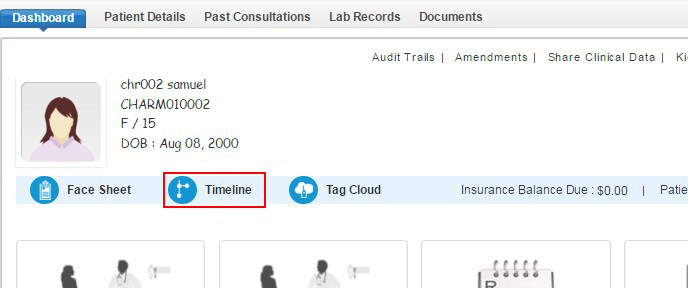 Dashboard Patient Details Past Consultations Lab Records Documents
Audit Trails | Amendments | Share Clinical Data |
chr002 samuel
CHARM010002
F / 15
DOB : Aug 08, 2000
Face Sheet Timeline Tag Cloud Insurance Balance Due : $0.00 | Patie
R